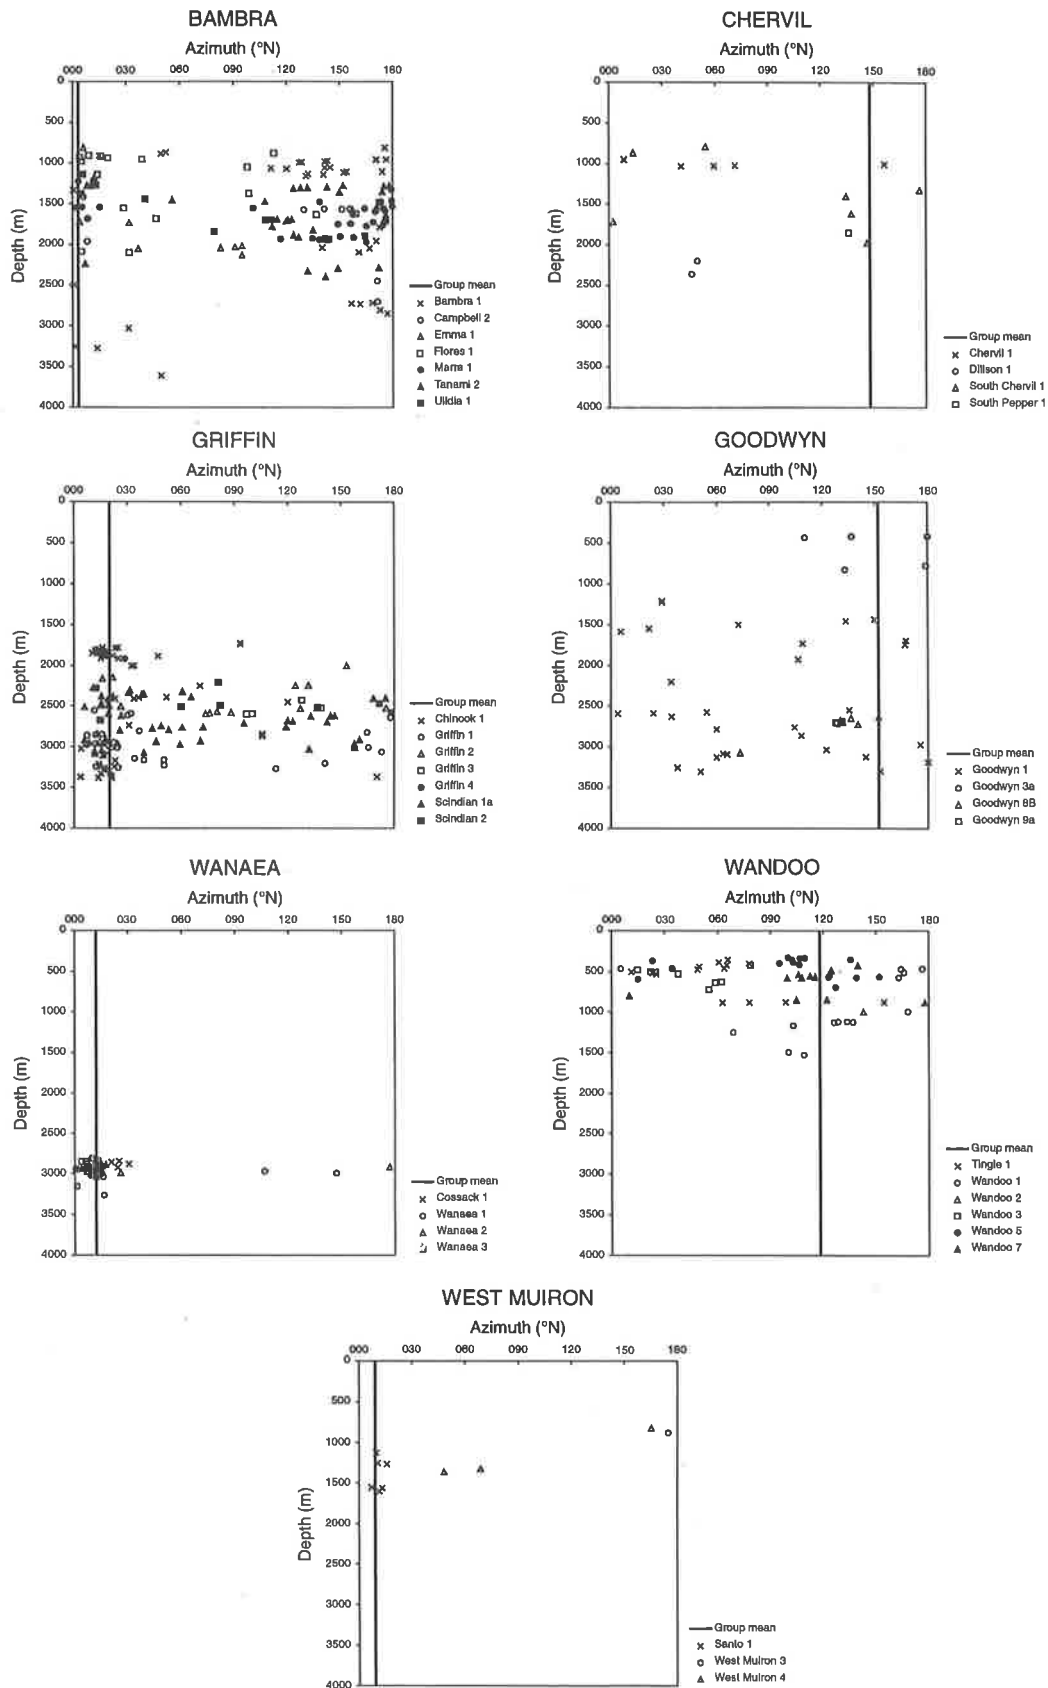 BAMBRA
Azimuth (°N)
000 030 060 090 120 150 180
0
500
1000
1500
2000
2500
3000
3500
4000
Depth (m)
Group mean
Bambra 1
Campbell 2
Emma 1
Flores 1
Marra 1
Tanami 2
Ulidia 1
CHERVIL
Azimuth (°N)
000 030 060 090 120 150 180
0
500
1000
1500
2000
2500
3000
3500
4000
Depth (m)
Group mean
Chervil 1
Dillson 1
South Chervil 1
South Pepper 1
GRIFFIN
Azimuth (°N)
000 030 060 090 120 150 180
0
500
1000
1500
2000
2500
3000
3500
4000
Depth (m)
Group mean
Chinook 1
Griffin 1
Griffin 2
Griffin 3
Griffin 4
Scindian 1a
Scindian 2
GOODWYN
Azimuth (°N)
000 030 060 090 120 150 180
0
500
1000
1500
2000
2500
3000
3500
4000
Depth (m)
Group mean
Goodwyn 1
Goodwyn 3a
Goodwyn 8B
Goodwyn 9a
WANAEA
Azimuth (°N)
000 030 060 090 120 150 180
0
500
1000
1500
2000
2500
3000
3500
4000
Depth (m)
Group mean
Cossack 1
Wanaea 1
Wanaea 2
Wanaea 3
WANDOO
Azimuth (°N)
000 030 060 090 120 150 180
0
500
1000
1500
2000
2500
3000
3500
4000
Depth (m)
Group mean
Tingle 1
Wandoo 1
Wandoo 2
Wandoo 3
Wandoo 5
Wandoo 7
WEST MUIRON
Azimuth (°N)
000 030 060 090 120 150 180
0
500
1000
1500
2000
2500
3000
3500
4000
Depth (m)
Group mean
Santo 1
West Muiron 3
West Muiron 4